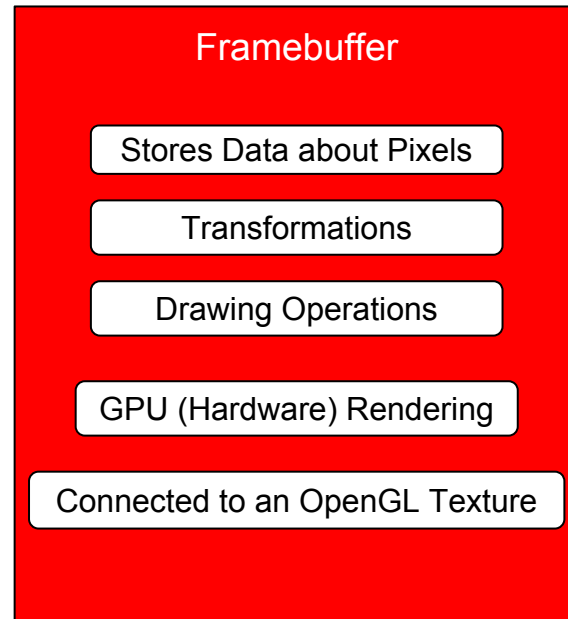 Framebuffer
Stores Data about Pixels
Transformations
Drawing Operations
GPU (Hardware) Rendering
Connected to an OpenGL Texture